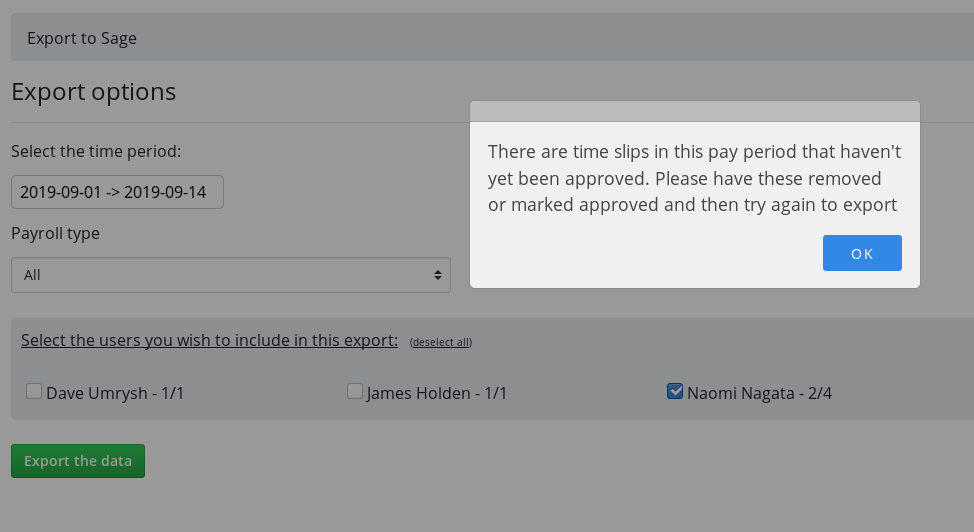 Export to Sage
Export options
Select the time period:
2019-09-01 -> 2019-09-14
Payroll type
All
There are time slips in this pay period that haven't
yet been approved. Please have these removed
or marked approved and then try again to export
OK
Select the users you wish to include in this export: (deselect all)
Dave Umrysh - 1/1 James Holden - 1/1 Naomi Nagata - 2/4
Export the data